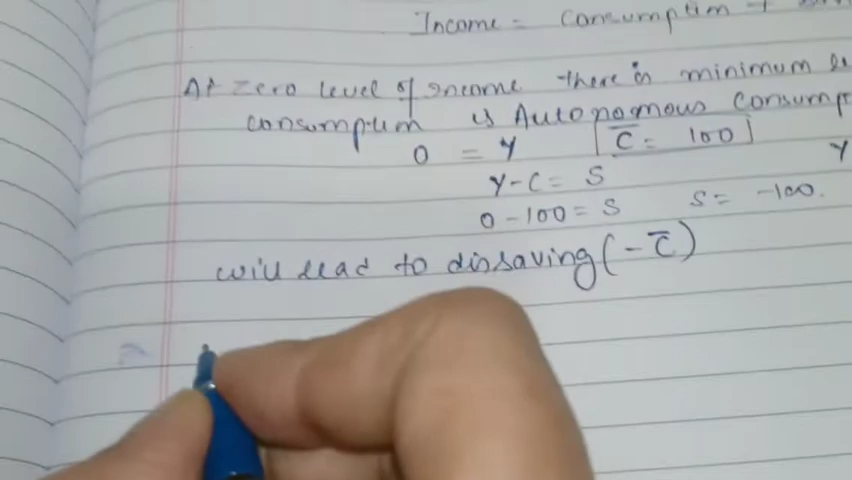 Income = Consumption +
At zero level of income there is minimum
consumption is Autonomous Consump
0 = Y [C̅ = 100] Y
Y-C = S
0-100 = S S = -100.
will lead to dissaving (-C̅)